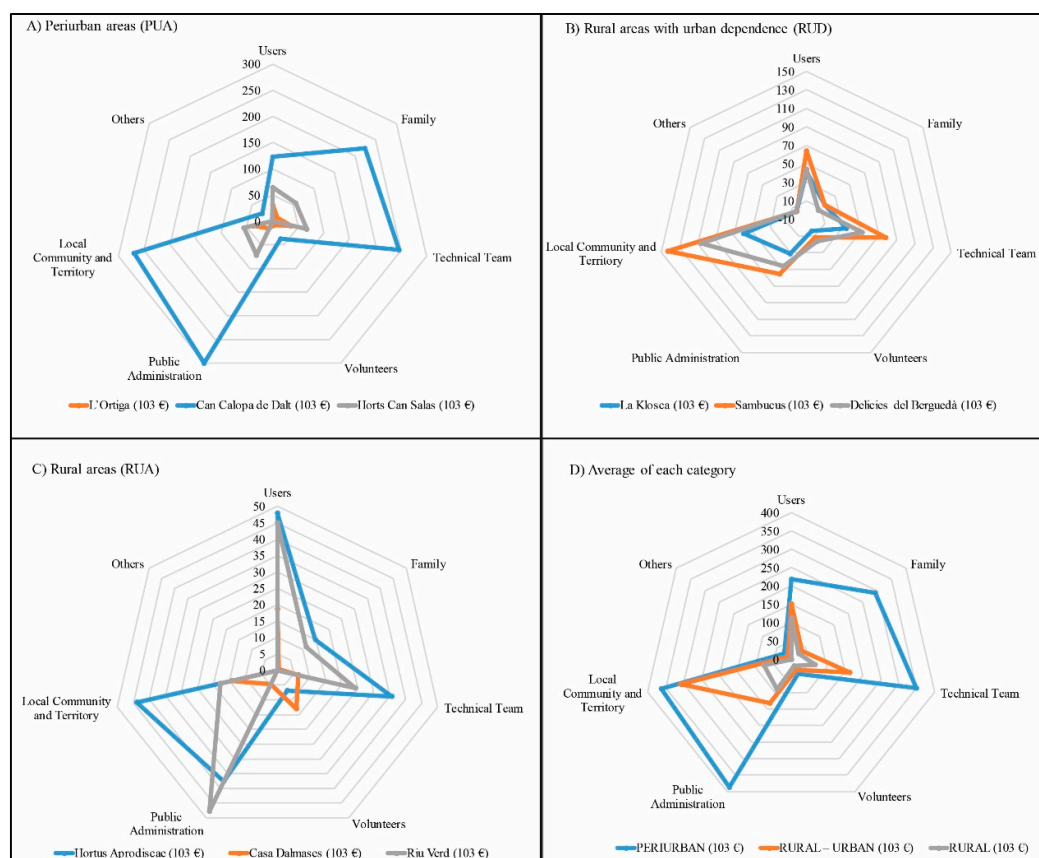 A) Periurban areas (PUA)
Users
300
250
200
150
100
50
0
Family
Technical Team
Volunteers
Public
Administration
Local
Community and
Territory
Others
L'Ortiga (103 €)
Can Calopa de Dalt (103 €)
Horts Can Salas (103 €)
B) Rural areas with urban dependence (RUD)
Users
150
130
110
90
70
50
30
10
-10
Family
Technical Team
Volunteers
Public Administration
Local Community and
Territory
Others
La Klosca (103 €)
Sambucus (103 €)
Delícies del Berguedà (103 €)
C) Rural areas (RUA)
Users
50
45
40
35
30
25
20
15
10
5
0
Family
Technical Team
Volunteers
Public
Administration
Local Community
and Territory
Others
Hortus Aprodiscae (103 €)
Casa Dalmases (103 €)
Riu Verd (103 €)
D) Average of each category
Users
400
350
300
250
200
150
100
50
0
Family
Technical Team
Volunteers
Public
Administration
Local
Community and
Territory
Others
PERIURBAN (103 €)
RURAL – URBAN (103 €)
RURAL (103 €)